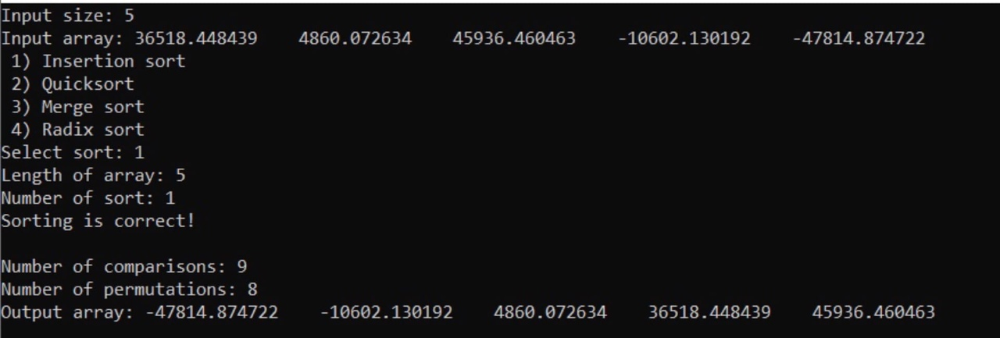 Input size: 5
Input array: 36518.448439    4860.072634    45936.460463    -10602.130192    -47814.874722
 1) Insertion sort
 2) Quicksort
 3) Merge sort
 4) Radix sort
Select sort: 1
Length of array: 5
Number of sort: 1
Sorting is correct!

Number of comparisons: 9
Number of permutations: 8
Output array: -47814.874722    -10602.130192    4860.072634    36518.448439    45936.460463